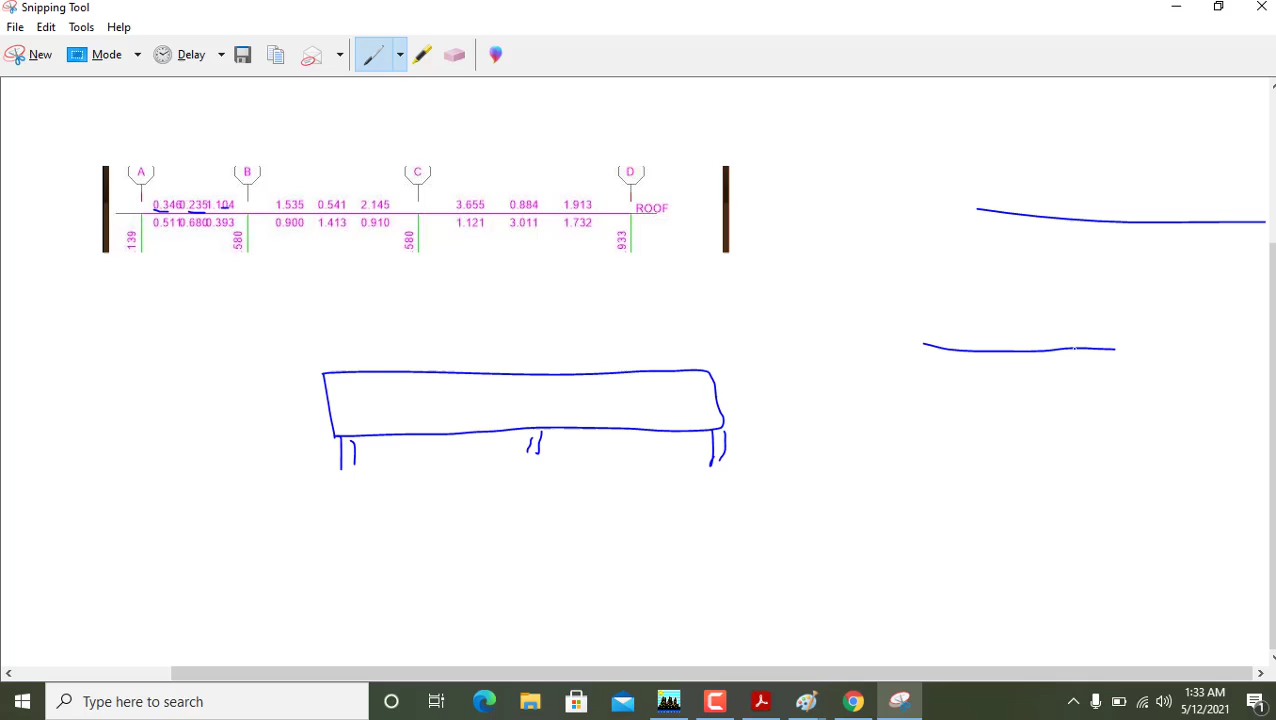 Snipping Tool
File Edit Tools Help
New Mode Delay
A B C D
0.346 0.235 1.104 1.535 0.541 2.145 3.655 0.884 1.913 ROOF
0.511 0.680 0.393 0.900 1.413 0.910 1.121 3.011 1.732
.139 .580 .580 .933
Type here to search
1:33 AM
5/12/2021
1